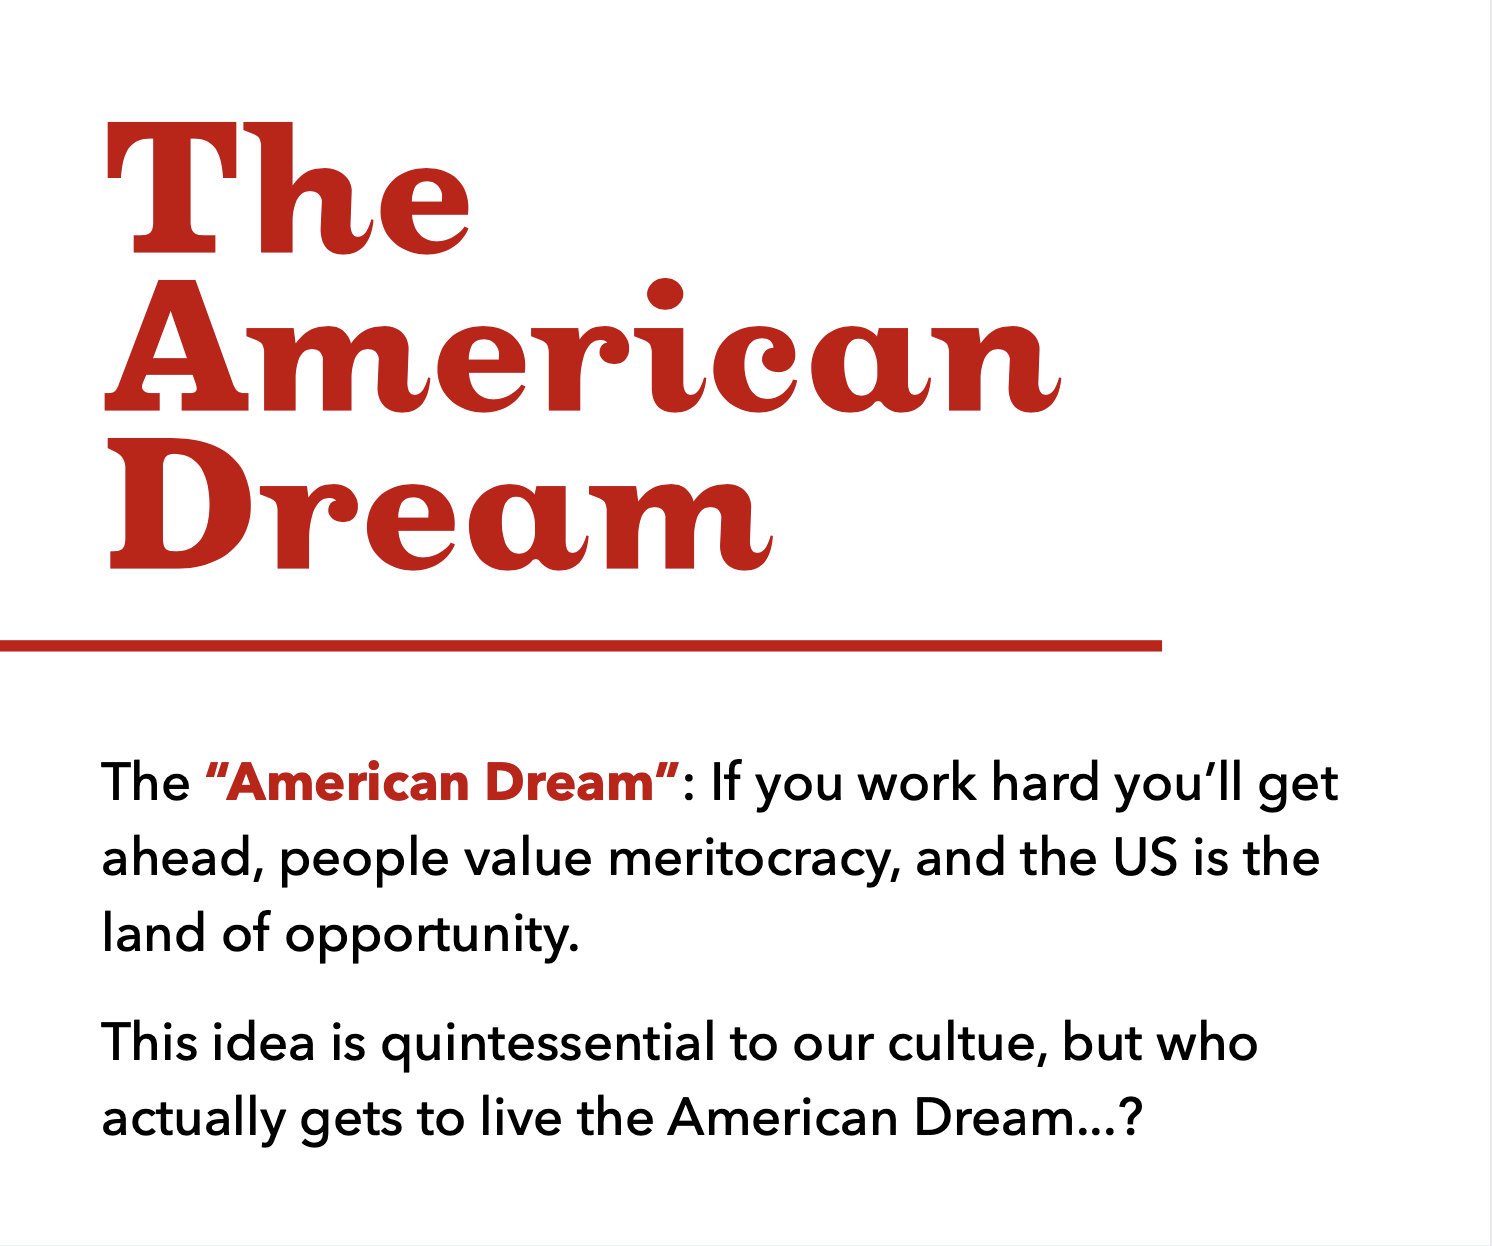 The
American
Dream
The “American Dream”: If you work hard you’ll get
ahead, people value meritocracy, and the US is the
land of opportunity.
This idea is quintessential to our cultue, but who
actually gets to live the American Dream...?